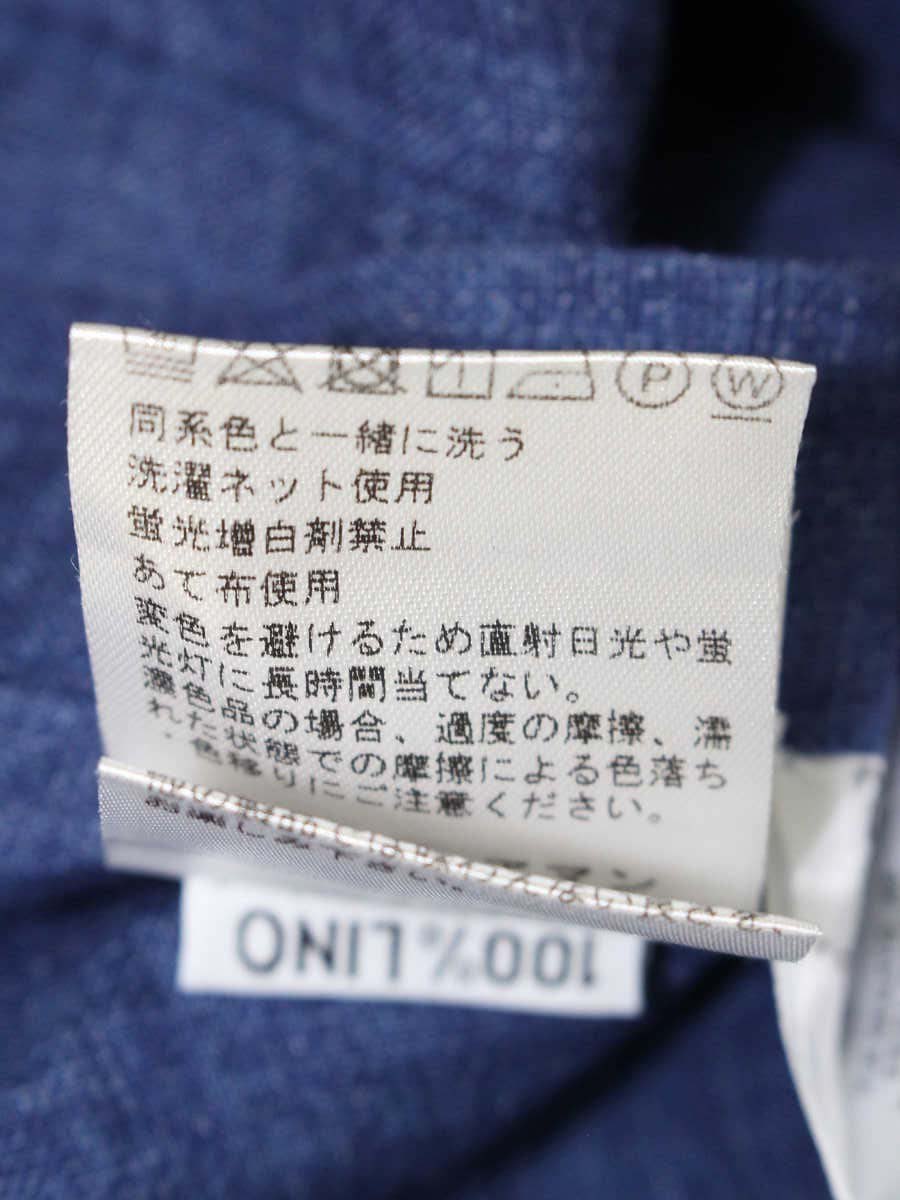 P W
同系色と一緒に洗う
洗濯ネット使用
蛍光増白剤禁止
あて布使用
変色を避けるため直射日光や蛍
光灯に長時間当てない。
濃色品の場合、過度の摩擦、濡
れた状態での摩擦による色落ち
・色移りにご注意ください。
100%LINO